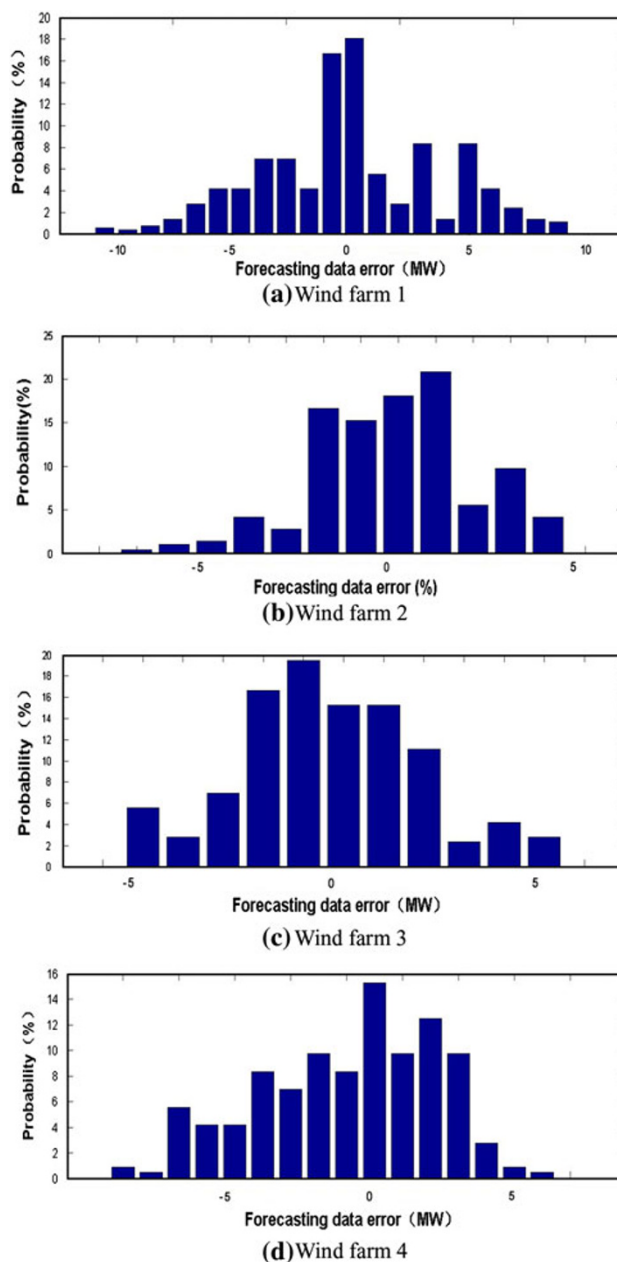 20
18
16
14
12
10
8
6
4
2
0
Probability (%)
-10 -5 0 5 10
Forecasting data error (MW)
(a) Wind farm 1
25
20
15
10
5
0
Probability(%)
-5 0 5
Forecasting data error (%)
(b) Wind farm 2
20
18
16
14
12
10
8
6
4
2
0
Probability (%)
-5 0 5
Forecasting data error (MW)
(c) Wind farm 3
16
14
12
10
8
6
4
2
0
Probability (%)
-5 0 5
Forecasting data error (MW)
(d) Wind farm 4